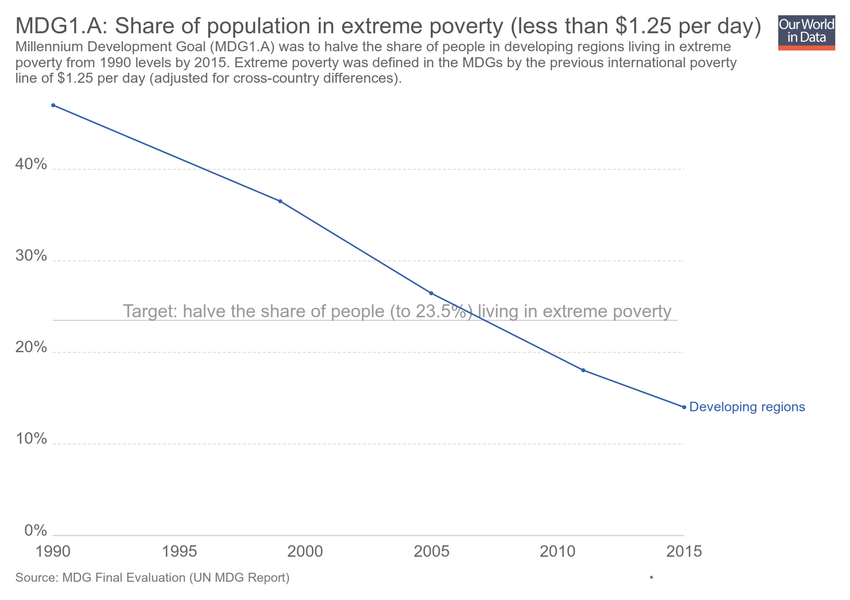 MDG1.A: Share of population in extreme poverty (less than $1.25 per day)
Our World
in Data
Millennium Development Goal (MDG1.A) was to halve the share of people in developing regions living in extreme
poverty from 1990 levels by 2015. Extreme poverty was defined in the MDGs by the previous international poverty
line of $1.25 per day (adjusted for cross-country differences).
40%
30%
Target: halve the share of people (to 23.5%) living in extreme poverty
20%
Developing regions
10%
0%
1990 1995 2000 2005 2010 2015
Source: MDG Final Evaluation (UN MDG Report)